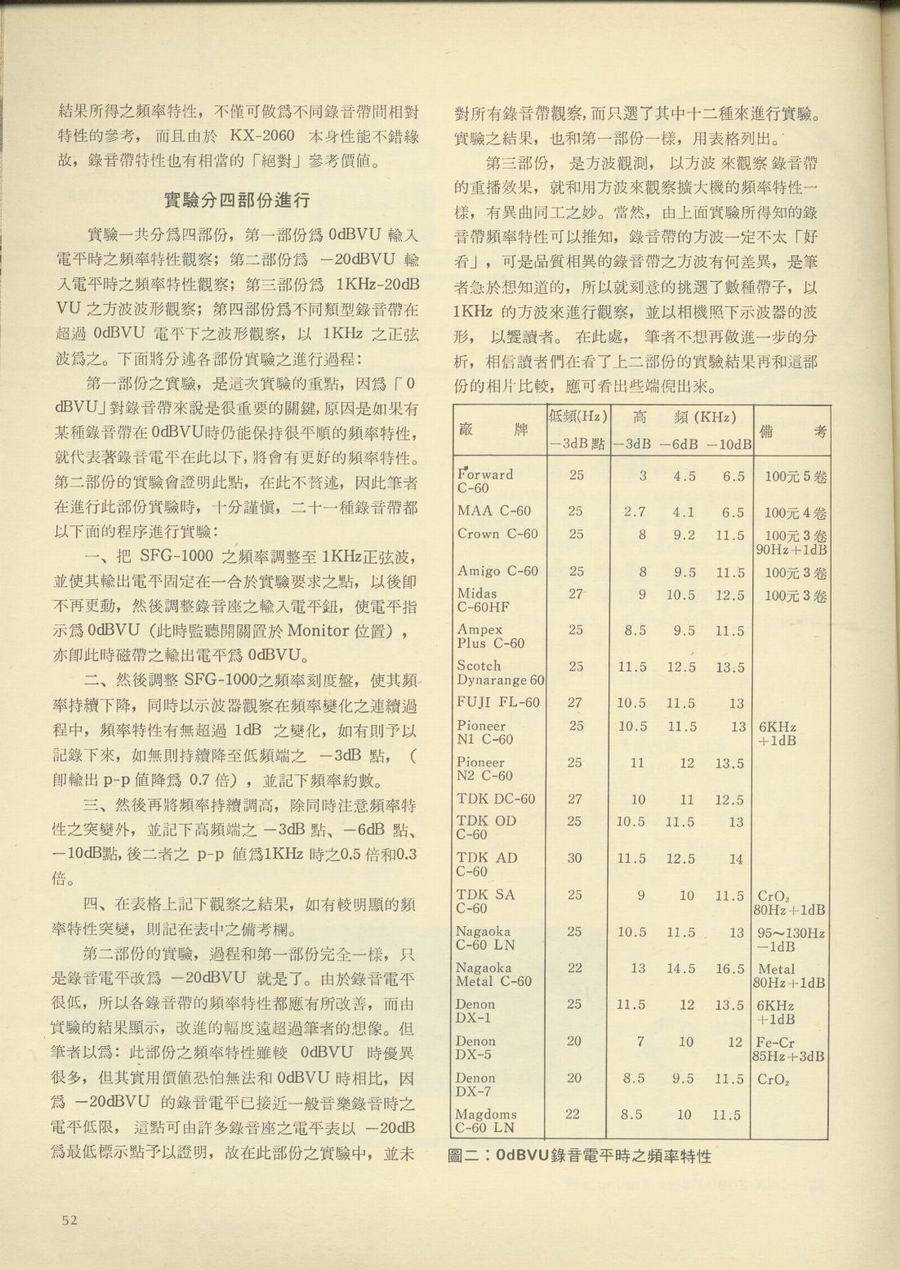 結果所得之頻率特性，不僅可做爲不同錄音帶間相對
特性的參考，而且由於 KX-2060 本身性能不錯緣
故，錄音帶特性也有相當的「絕對」參考價值。
實驗分四部份進行
實驗一共分爲四部份，第一部份爲 0dBVU 輸入
電平時之頻率特性觀察；第二部份爲 －20dBVU 輸
入電平時之頻率特性觀察；第三部份爲 1KHz-20dB
VU 之方波波形觀察；第四部份爲不同類型錄音帶在
超過 0dBVU 電平下之波形觀察，以 1KHz 之正弦
波爲之。下面將分述各部份實驗之進行過程：
第一部份之實驗，是這次實驗的重點，因爲「0
dBVU」對錄音帶來說是很重要的關鍵，原因是如果有
某種錄音帶在0dBVU時仍能保持很平順的頻率特性，
就代表著錄音電平在此以下，將會有更好的頻率特性。
第二部份的實驗會證明此點，在此不贅述，因此筆者
在進行此部份實驗時，十分謹愼，二十一種錄音帶都
以下面的程序進行實驗：
一、把 SFG-1000 之頻率調整至 1KHz正弦波，
並使其輸出電平固定在一合於實驗要求之點，以後卽
不再更動，然後調整錄音座之輸入電平鈕，使電平指
示爲0dBVU（此時監聽開關置於Monitor 位置），
亦卽此時磁帶之輸出電平爲 0dBVU。
二、然後調整 SFG-1000之頻率刻度盤，使其頻
率持續下降，同時以示波器觀察在頻率變化之連續過
程中，頻率特性有無超過 1dB 之變化，如有則予以
記錄下來，如無則持續降至低頻端之 －3dB 點，（
卽輸出 p-p 值降爲 0.7 倍），並記下頻率約數。
三、然後再將頻率持續調高，除同時注意頻率特
性之突變外，並記下高頻端之 －3dB 點、－6dB 點、
－10dB點，後二者之 p-p 值爲1KHz 時之0.5 倍和0.3
倍。
四、在表格上記下觀察之結果，如有較明顯的頻
率特性突變，則記在表中之備考欄。
第二部份的實驗，過程和第一部份完全一樣，只
是錄音電平改爲 －20dBVU 就是了。由於錄音電平
很低，所以各錄音帶的頻率特性都應有所改善，而由
實驗的結果顯示，改進的幅度遠超過筆者的想像。但
筆者以爲：此部份之頻率特性雖較 0dBVU 時優異
很多，但其實用價值恐怕無法和0dBVU時相比，因
爲 －20dBVU 的錄音電平已接近一般音樂錄音時之
電平低限，這點可由許多錄音座之電平表以 －20dB
爲最低標示點予以證明，故在此部份之實驗中，並未
對所有錄音帶觀察，而只選了其中十二種來進行實驗。
實驗之結果，也和第一部份一樣，用表格列出。
第三部份，是方波觀測，以方波來觀察錄音帶
的重播效果，就和用方波來觀察擴大機的頻率特性一
樣，有異曲同工之妙。當然，由上面實驗所得知的錄
音帶頻率特性可以推知，錄音帶的方波一定不太「好
看」，可是品質相異的錄音帶之方波有何差異，是筆
者急於想知道的，所以就刻意的挑選了數種帶子，以
1KHz 的方波來進行觀察，並以相機照下示波器的波
形，以饗讀者。在此處，筆者不想再做進一步的分
析，相信讀者們在看了上二部份的實驗結果再和這部
份的相片比較，應可看出些端倪出來。
廠牌 低頻(Hz) 高頻(KHz) 備考
－3dB點 －3dB －6dB －10dB
Forward 25 3 4.5 6.5 100元5卷
C-60
MAA C-60 25 2.7 4.1 6.5 100元4卷
Crown C-60 25 8 9.2 11.5 100元3卷
90Hz+1dB
Amigo C-60 25 8 9.5 11.5 100元3卷
Midas 27 9 10.5 12.5 100元3卷
C-60HF
Ampex 25 8.5 9.5 11.5
Plus C-60
Scotch 25 11.5 12.5 13.5
Dynarange 60
FUJI FL-60 27 10.5 11.5 13
Pioneer 25 10.5 11.5 13 6KHz
N1 C-60 +1dB
Pioneer 25 11 12 13.5
N2 C-60
TDK DC-60 27 10 11 12.5
TDK OD 25 10.5 11.5 13
C-60
TDK AD 30 11.5 12.5 14
C-60
TDK SA 25 9 10 11.5 CrO₂
C-60 80Hz+1dB
Nagaoka 25 10.5 11.5 13 95～130Hz
C-60 LN －1dB
Nagaoka 22 13 14.5 16.5 Metal
Metal C-60 80Hz+1dB
Denon 25 11.5 12 13.5 6KHz
DX-1 +1dB
Denon 20 7 10 12 Fe-Cr
DX-5 85Hz+3dB
Denon 20 8.5 9.5 11.5 CrO₂
DX-7
Magdoms 22 8.5 10 11.5
C-60 LN
圖二：0dBVU錄音電平時之頻率特性
52